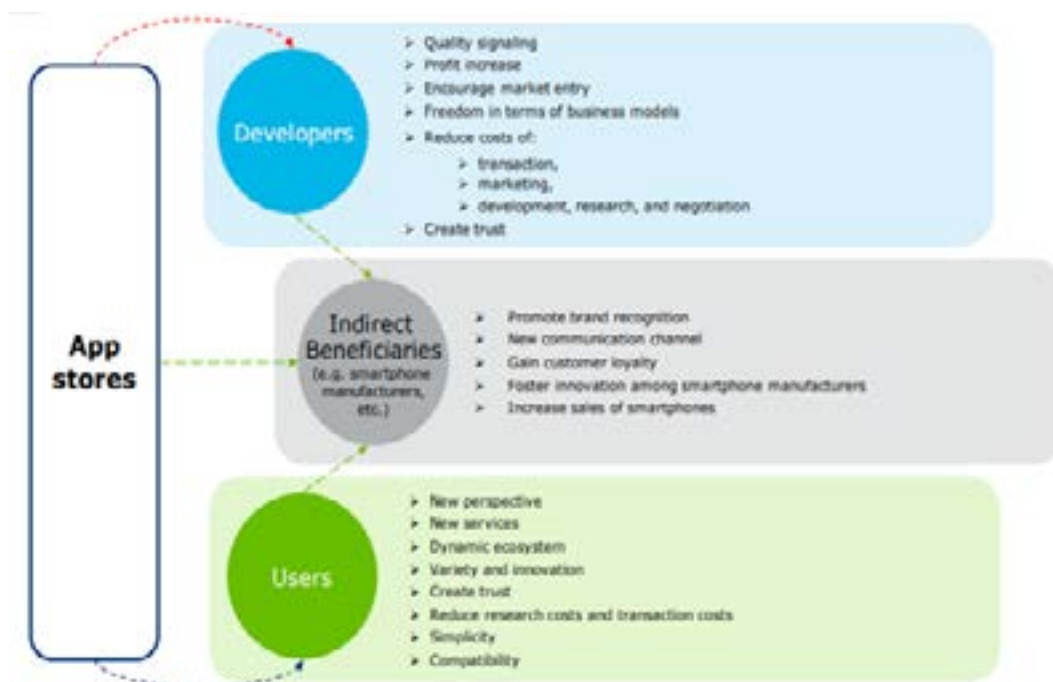 App
stores
Developers
Quality signaling
Profit increase
Encourage market entry
Freedom in terms of business models
Reduce costs of:
transaction,
marketing,
development, research, and negotiation
Create trust
Indirect
Beneficiaries
(e.g. smartphone
manufacturers,
etc.)
Promote brand recognition
New communication channel
Gain customer loyalty
Foster innovation among smartphone manufacturers
Increase sales of smartphones
Users
New perspective
New services
Dynamic ecosystem
Variety and innovation
Create trust
Reduce research costs and transaction costs
Simplicity
Compatibility